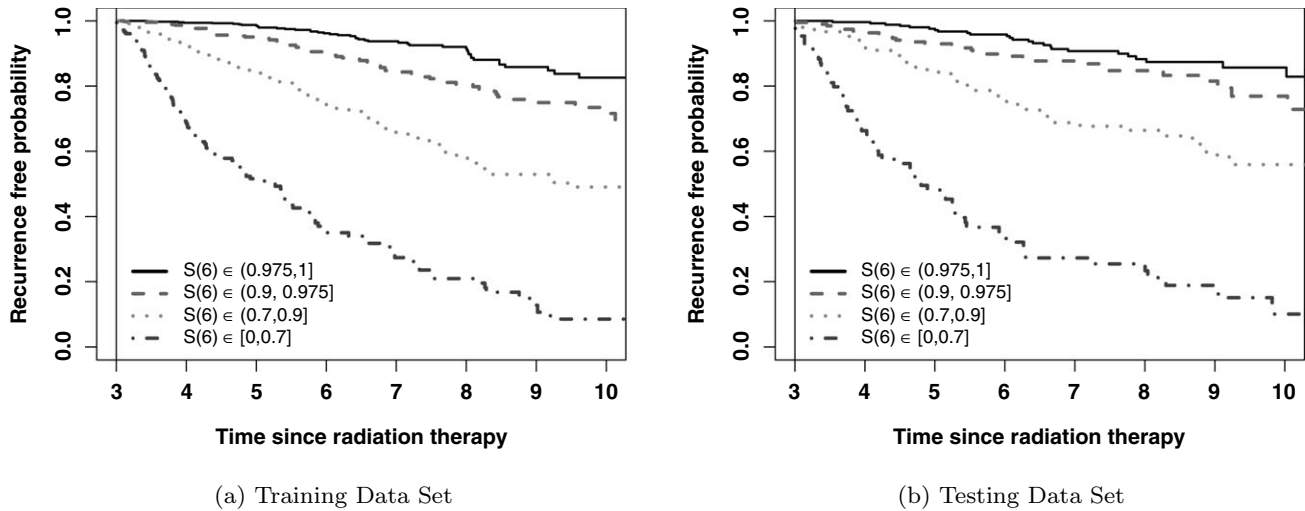 Recurrence free probability
1.0
0.8
0.6
0.4
0.2
0.0
S(6) ∈ (0.975,1]
S(6) ∈ (0.9, 0.975]
S(6) ∈ (0.7,0.9]
S(6) ∈ [0,0.7]
3 4 5 6 7 8 9 10
Time since radiation therapy
(a) Training Data Set
Recurrence free probability
1.0
0.8
0.6
0.4
0.2
0.0
S(6) ∈ (0.975,1]
S(6) ∈ (0.9, 0.975]
S(6) ∈ (0.7,0.9]
S(6) ∈ [0,0.7]
3 4 5 6 7 8 9 10
Time since radiation therapy
(b) Testing Data Set